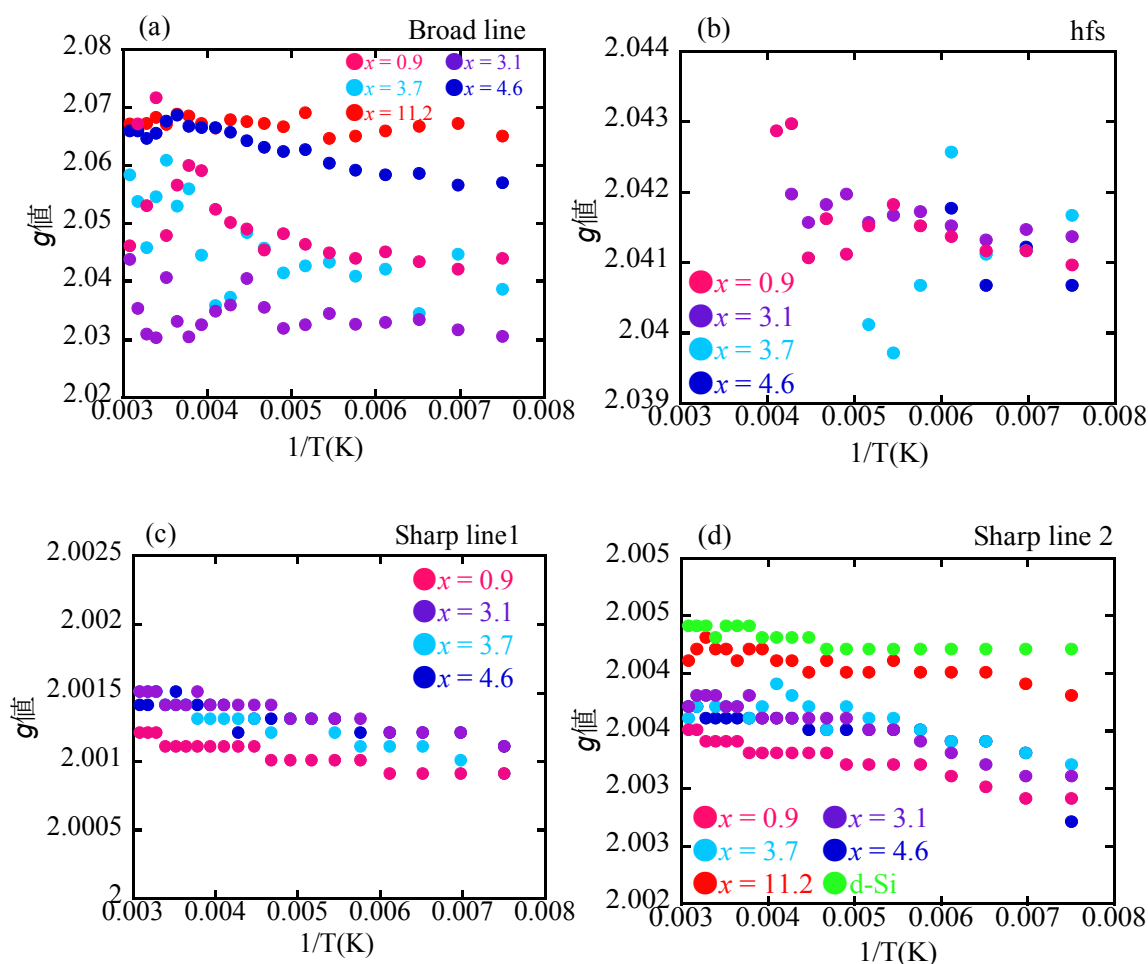 (a)
Broad line
x = 0.9
x = 3.1
x = 3.7
x = 4.6
x = 11.2
2.08
2.07
2.06
2.05
2.04
2.03
2.02
g値
0.003 0.004 0.005 0.006 0.007 0.008
1/T(K)
(b)
hfs
2.044
2.043
2.042
2.041
2.04
2.039
g値
x = 0.9
x = 3.1
x = 3.7
x = 4.6
0.003 0.004 0.005 0.006 0.007 0.008
1/T(K)
(c)
Sharp line1
x = 0.9
x = 3.1
x = 3.7
x = 4.6
2.0025
2.002
2.0015
2.001
2.0005
2
g値
0.003 0.004 0.005 0.006 0.007 0.008
1/T(K)
(d)
Sharp line 2
2.005
2.005
2.004
2.004
2.003
2.003
2.002
g値
x = 0.9
x = 3.1
x = 3.7
x = 4.6
x = 11.2
d-Si
0.003 0.004 0.005 0.006 0.007 0.008
1/T(K)